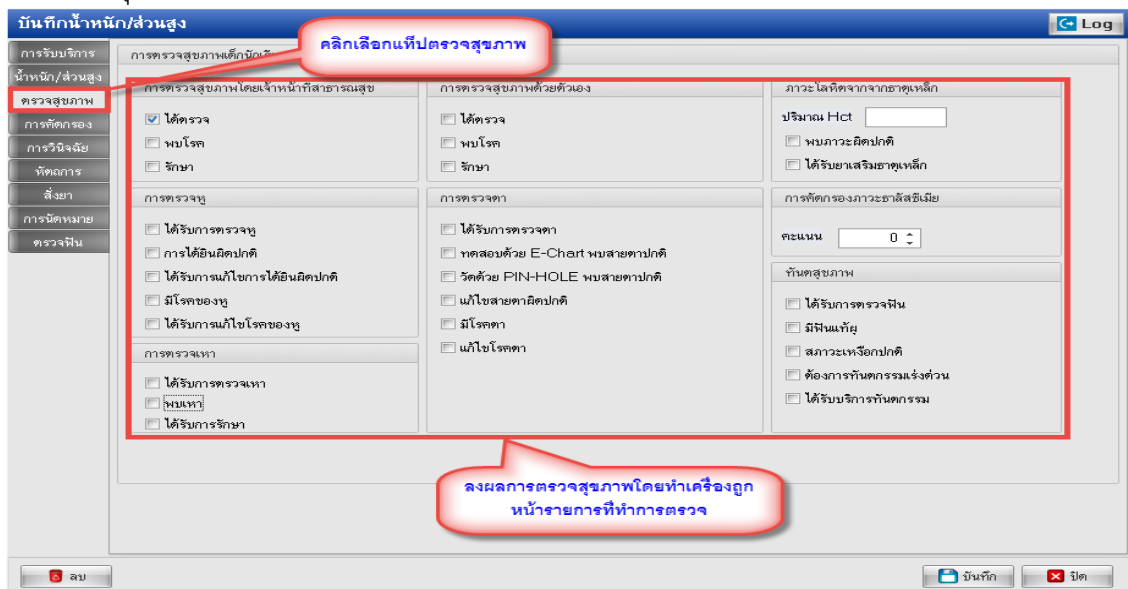 บันทึกน้ำหนัก/ส่วนสูง
Log
คลิกเลือกแท็ปตรวจสุขภาพ
การรับบริการ
น้ำหนัก/ส่วนสูง
ตรวจสุขภาพ
การคัดกรอง
การวินิจฉัย
หัตถการ
สั่งยา
การนัดหมาย
ตรวจฟัน
การตรวจสุขภาพเด็กนักเรี
การตรวจสุขภาพโดยเจ้าหน้าที่สาธารณสุข
ได้ตรวจ
พบโรค
รักษา
การตรวจสุขภาพด้วยตัวเอง
ได้ตรวจ
พบโรค
รักษา
ภาวะโลหิตจากจากธาตุเหล็ก
ปริมาณ Hct
พบภาวะผิดปกติ
ได้รับยาเสริมธาตุเหล็ก
การตรวจหู
ได้รับการตรวจหู
การได้ยินผิดปกติ
ได้รับการแก้ไขการได้ยินผิดปกติ
มีโรคของหู
ได้รับการแก้ไขโรคของหู
การตรวจตา
ได้รับการตรวจตา
ทดสอบด้วย E-Chart พบสายตาปกติ
วัดด้วย PIN-HOLE พบสายตาปกติ
แก้ไขสายตาผิดปกติ
มีโรคตา
แก้ไขโรคตา
การคัดกรองภาวะธาลัสซีเมีย
คะแนน 0
ทันตสุขภาพ
ได้รับการตรวจฟัน
มีฟันแท้ผุ
สภาวะเหงือกปกติ
ต้องการทันตกรรมเร่งด่วน
ได้รับบริการทันตกรรม
การตรวจเหา
ได้รับการตรวจเหา
พบเหา
ได้รับการรักษา
ลงผลการตรวจสุขภาพโดยทำเครื่องถูก
หน้ารายการที่ทำการตรวจ
ลบ
บันทึก
ปิด